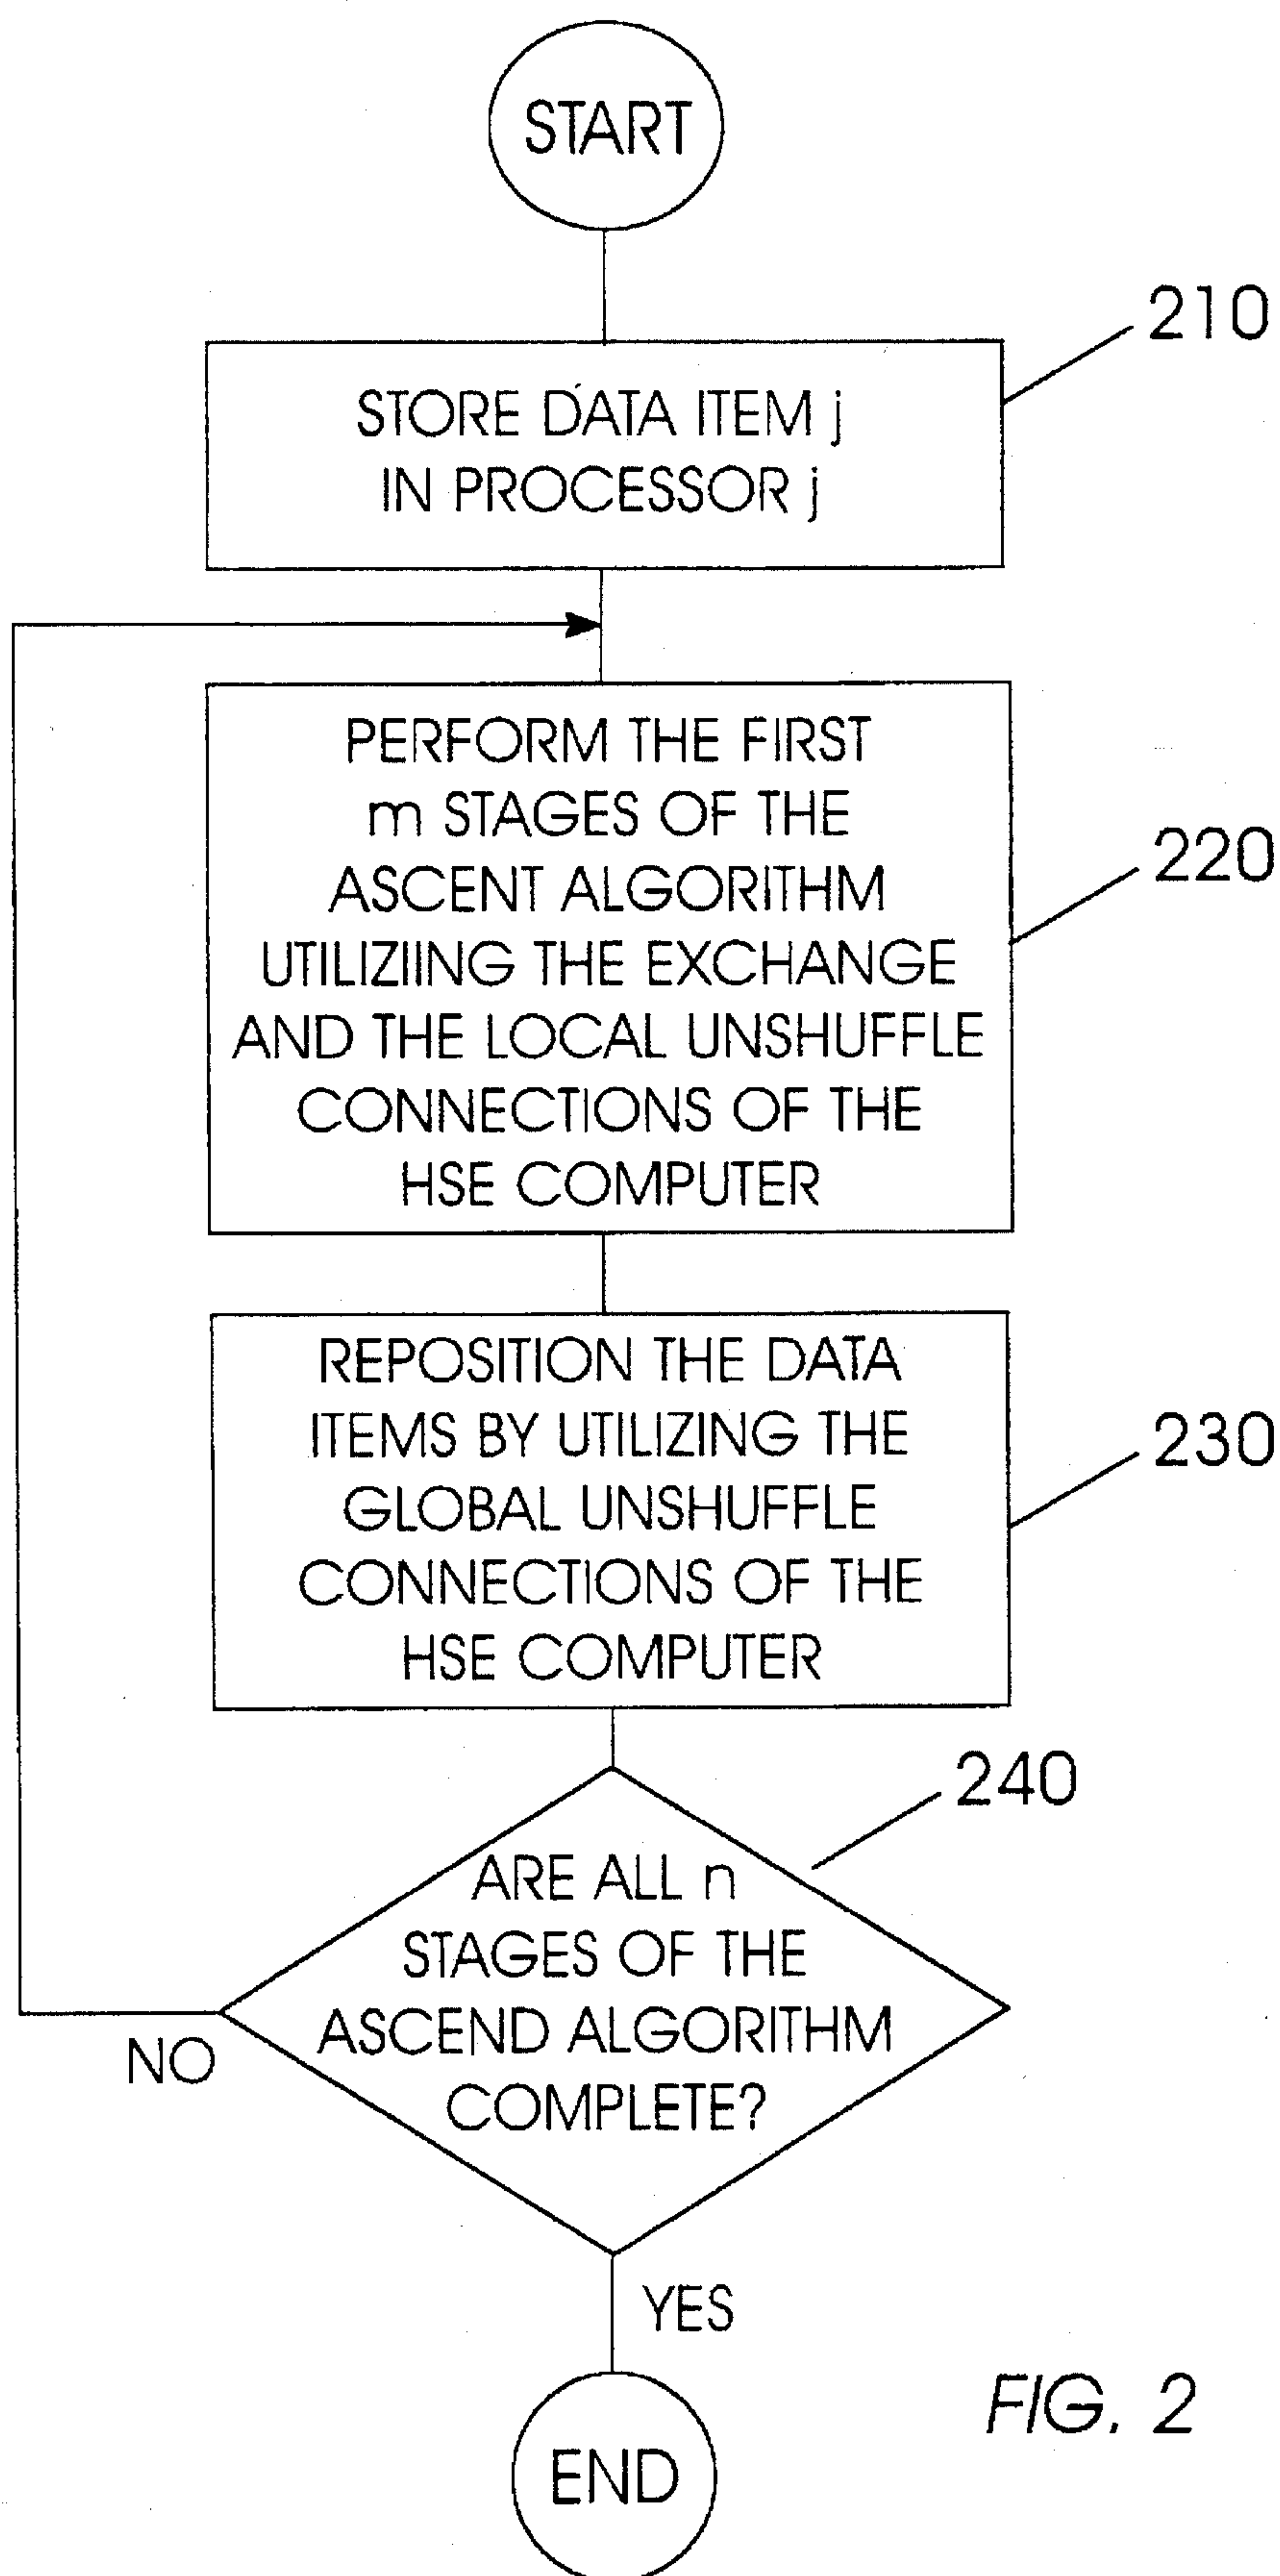 START
210
STORE DATA ITEM j
IN PROCESSOR j
PERFORM THE FIRST
m STAGES OF THE
ASCENT ALGORITHM
UTILIZIING THE EXCHANGE
AND THE LOCAL UNSHUFFLE
CONNECTIONS OF THE
HSE COMPUTER
220
REPOSITION THE DATA
ITEMS BY UTILIZING THE
GLOBAL UNSHUFFLE
CONNECTIONS OF THE
HSE COMPUTER
230
240
ARE ALL n
STAGES OF THE
ASCEND ALGORITHM
COMPLETE?
NO
YES
END
FIG. 2